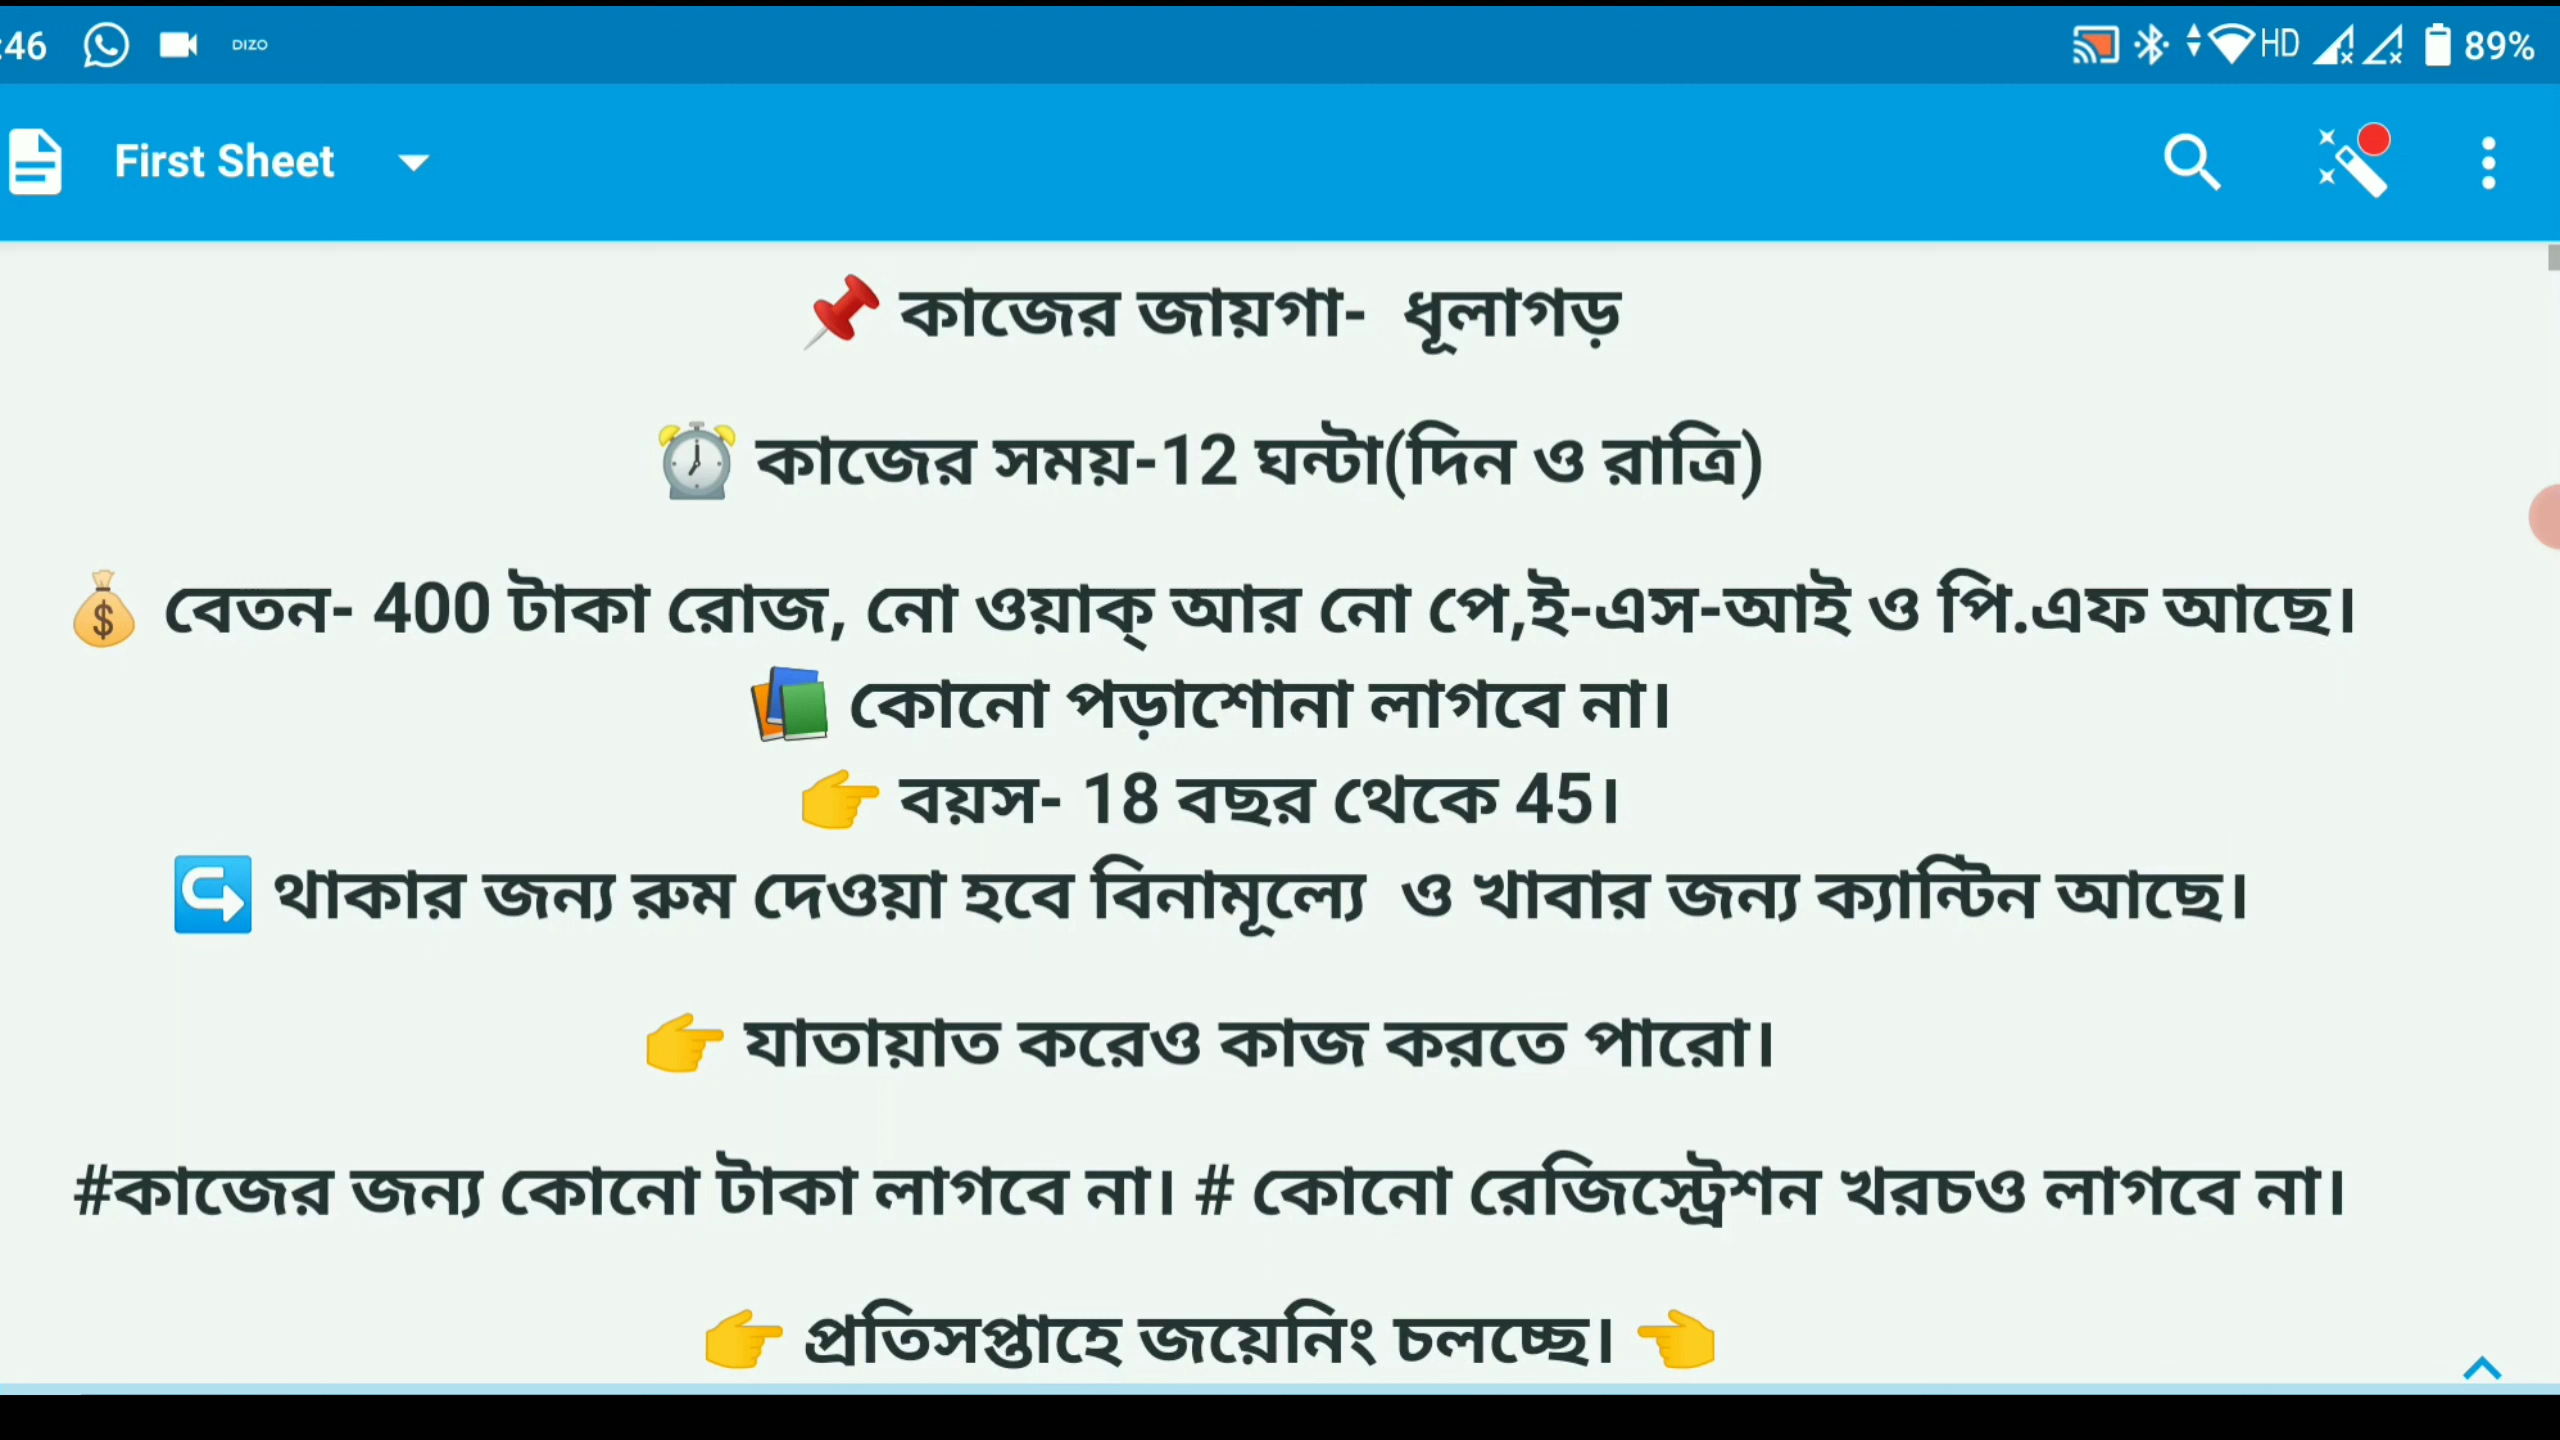 :46 DIZO HD 89%
First Sheet
📌 কাজের জায়গা- ধূলাগড়
⏰ কাজের সময়-12 ঘন্টা(দিন ও রাত্রি)
💰 বেতন- 400 টাকা রোজ, নো ওয়াক্ আর নো পে,ই-এস-আই ও পি.এফ আছে।
📚 কোনো পড়াশোনা লাগবে না।
👉 বয়স- 18 বছর থেকে 45।
↪️ থাকার জন্য রুম দেওয়া হবে বিনামূল্যে ও খাবার জন্য ক্যান্টিন আছে।
👉 যাতায়াত করেও কাজ করতে পারো।
#কাজের জন্য কোনো টাকা লাগবে না। # কোনো রেজিস্ট্রেশন খরচও লাগবে না।
👉 প্রতিসপ্তাহে জয়েনিং চলচ্ছে। 👈